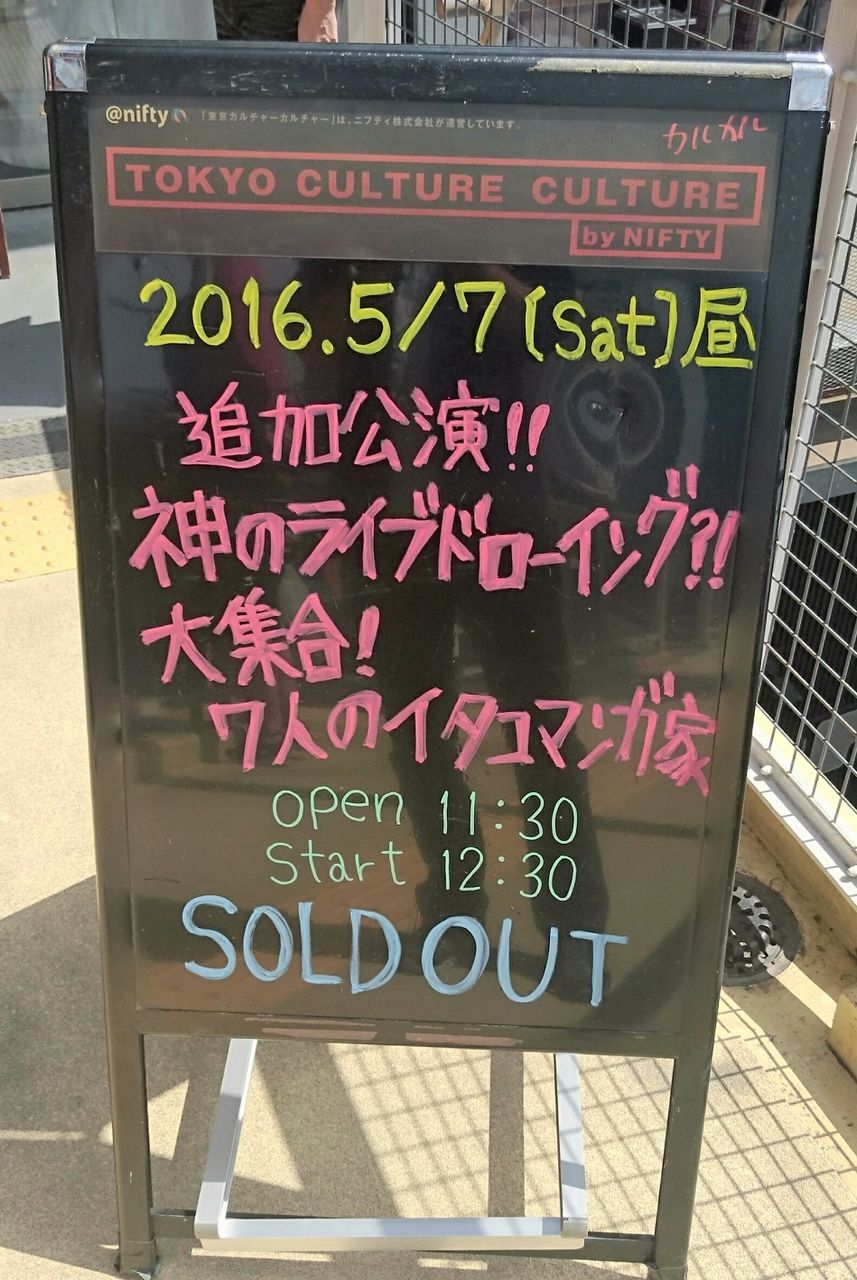 @nifty 「東京カルチャーカルチャー」は、ニフティ株式会社が運営しています。
カルカル
TOKYO CULTURE CULTURE
by NIFTY
2016.5/7(Sat)昼
追加公演!!
神のライブドローイング?!
大集合!
7人のイタコマンガ家
open 11:30
Start 12:30
SOLD OUT